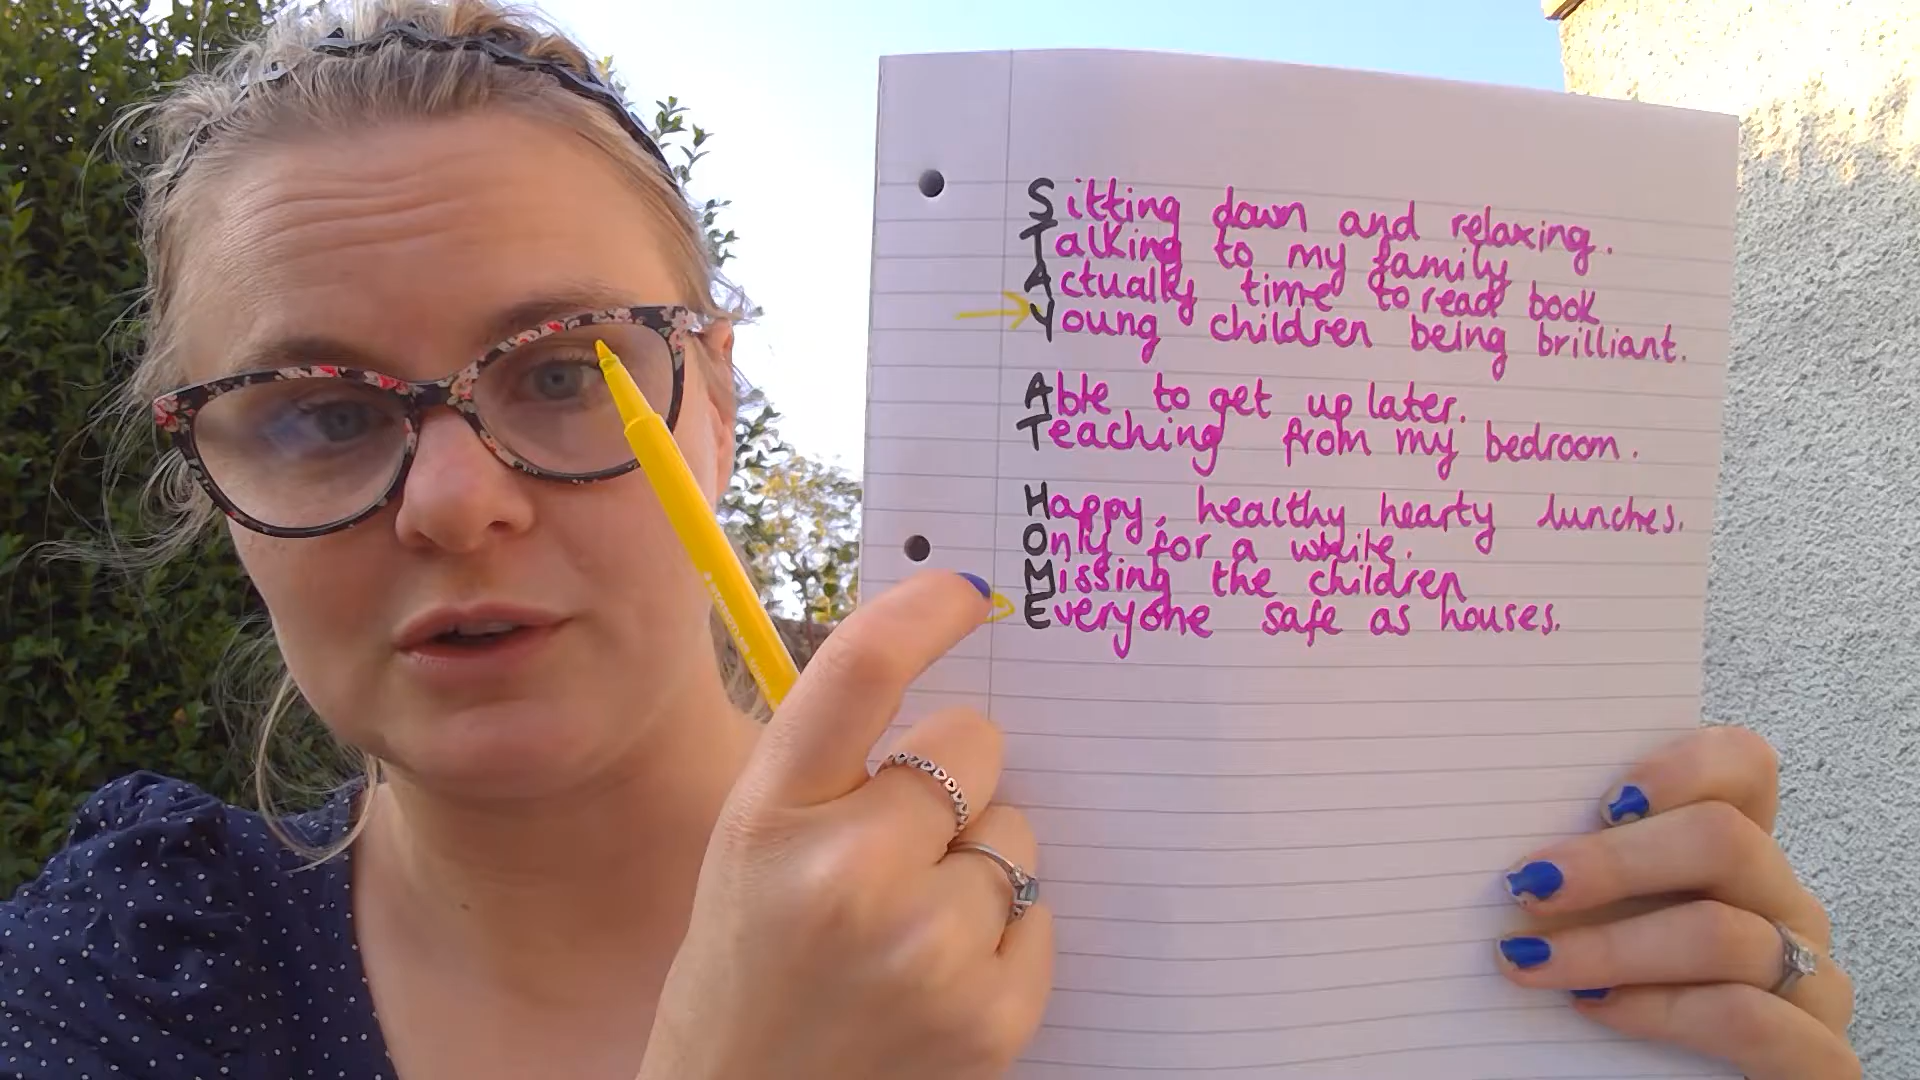 Sitting down and relaxing.
Talking to my family
Actually time to read book
Young children being brilliant.
Able to get up later.
Teaching from my bedroom.
Happy, healthy hearty lunches.
Only for a while.
Missing the children
Everyone safe as houses.